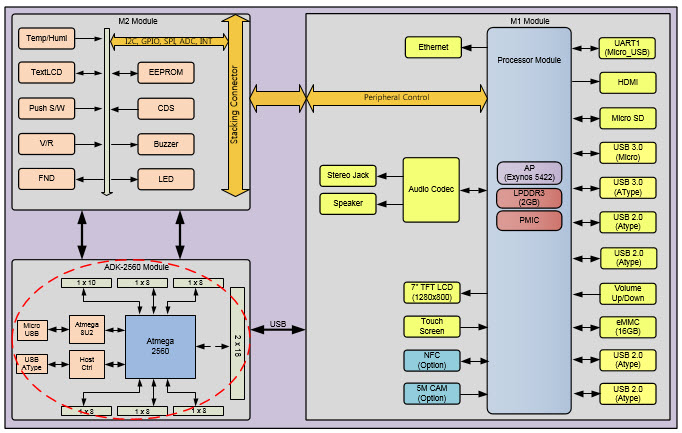 M2 Module
Temp/Humi
I2C, GPIO, SPI, ADC, INT
TextLCD
EEPROM
Push S/W
CDS
V/R
Buzzer
FND
LED
Stacking Connector
Peripheral Control
M1 Module
Ethernet
Processor Module
AP
(Exynos 5422)
LPDDR3
(2GB)
PMIC
Stereo Jack
Speaker
Audio Codec
7" TFT LCD
(1280x800)
Touch
Screen
NFC
(Option)
5M CAM
(Option)
UART1
(Micro_USB)
HDMI
Micro SD
USB 3.0
(Micro)
USB 3.0
(AType)
USB 2.0
(Atype)
USB 2.0
(Atype)
Volume
Up/Down
eMMC
(16GB)
USB 2.0
(Atype)
USB 2.0
(Atype)
ADK-2560 Module
1 x 10
1 x 8
1 x 8
Micro
USB
Atmega
8U2
Atmega
2560
USB
AType
Host
Ctrl
2 x 18
1 x 8
1 x 8
1 x 8
USB